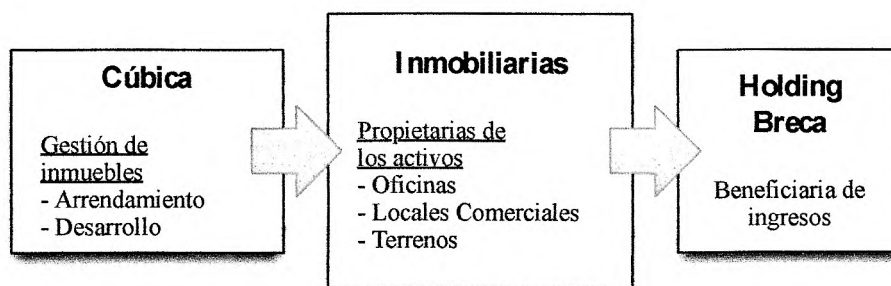 Cúbica
Gestión de
inmuebles
- Arrendamiento
- Desarrollo
Inmobiliarias
Propietarias de
los activos
- Oficinas
- Locales Comerciales
- Terrenos
Holding
Breca
Beneficiaria de
ingresos